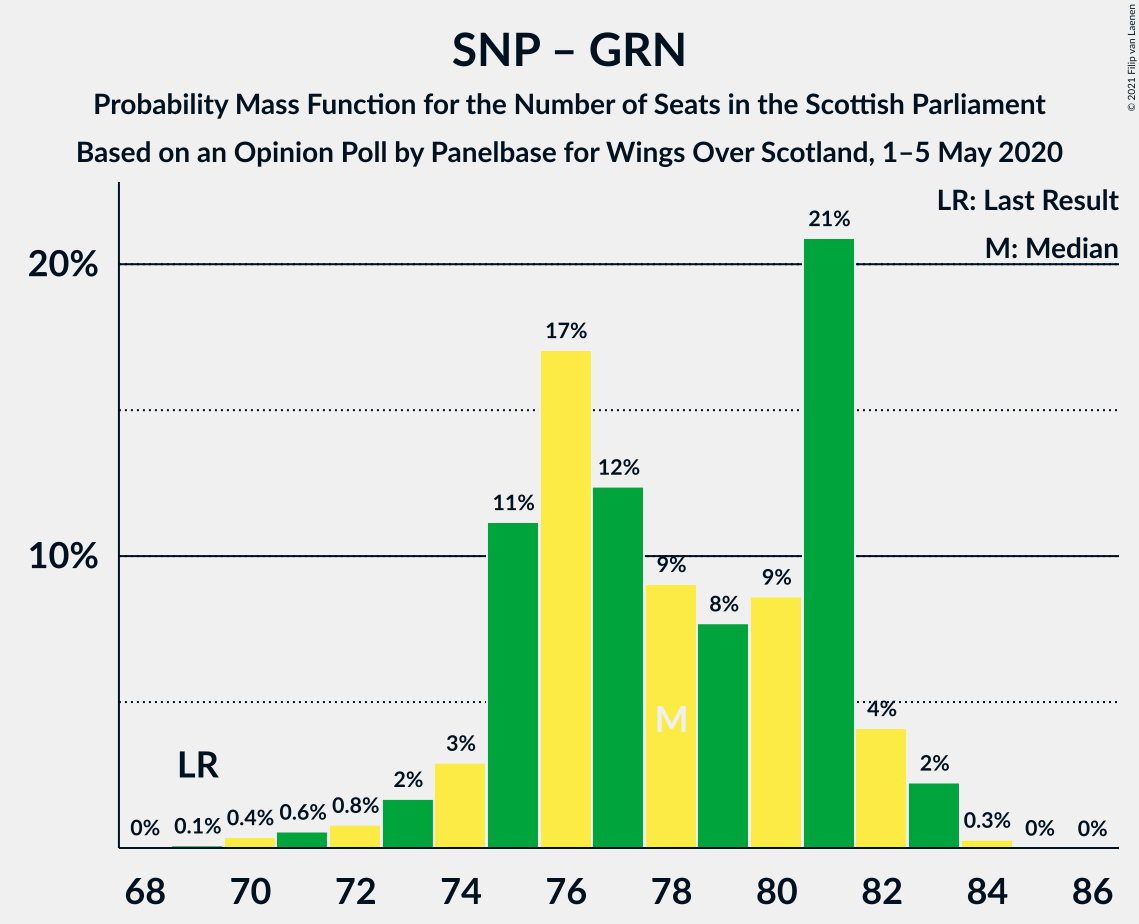 SNP – GRN
Probability Mass Function for the Number of Seats in the Scottish Parliament
Based on an Opinion Poll by Panelbase for Wings Over Scotland, 1–5 May 2020
© 2021 Filip van Laenen
LR: Last Result
M: Median
20%
10%
0%
0.1%
0.4%
0.6%
0.8%
2%
3%
11%
17%
12%
9%
8%
9%
21%
4%
2%
0.3%
0%
0%
LR
M
68 70 72 74 76 78 80 82 84 86